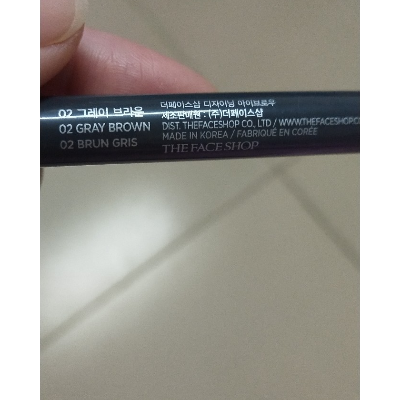 02 그레이 브라운
02 GRAY BROWN
02 BRUN GRIS
더페이스샵 디자이닝 아이브로우
제조판매원 : (주)더페이스샵
DIST. THEFACESHOP CO., LTD / WWW.THEFACESHOP.C
MADE IN KOREA / FABRIQUÉ EN CORÉE
THE FACE SHOP